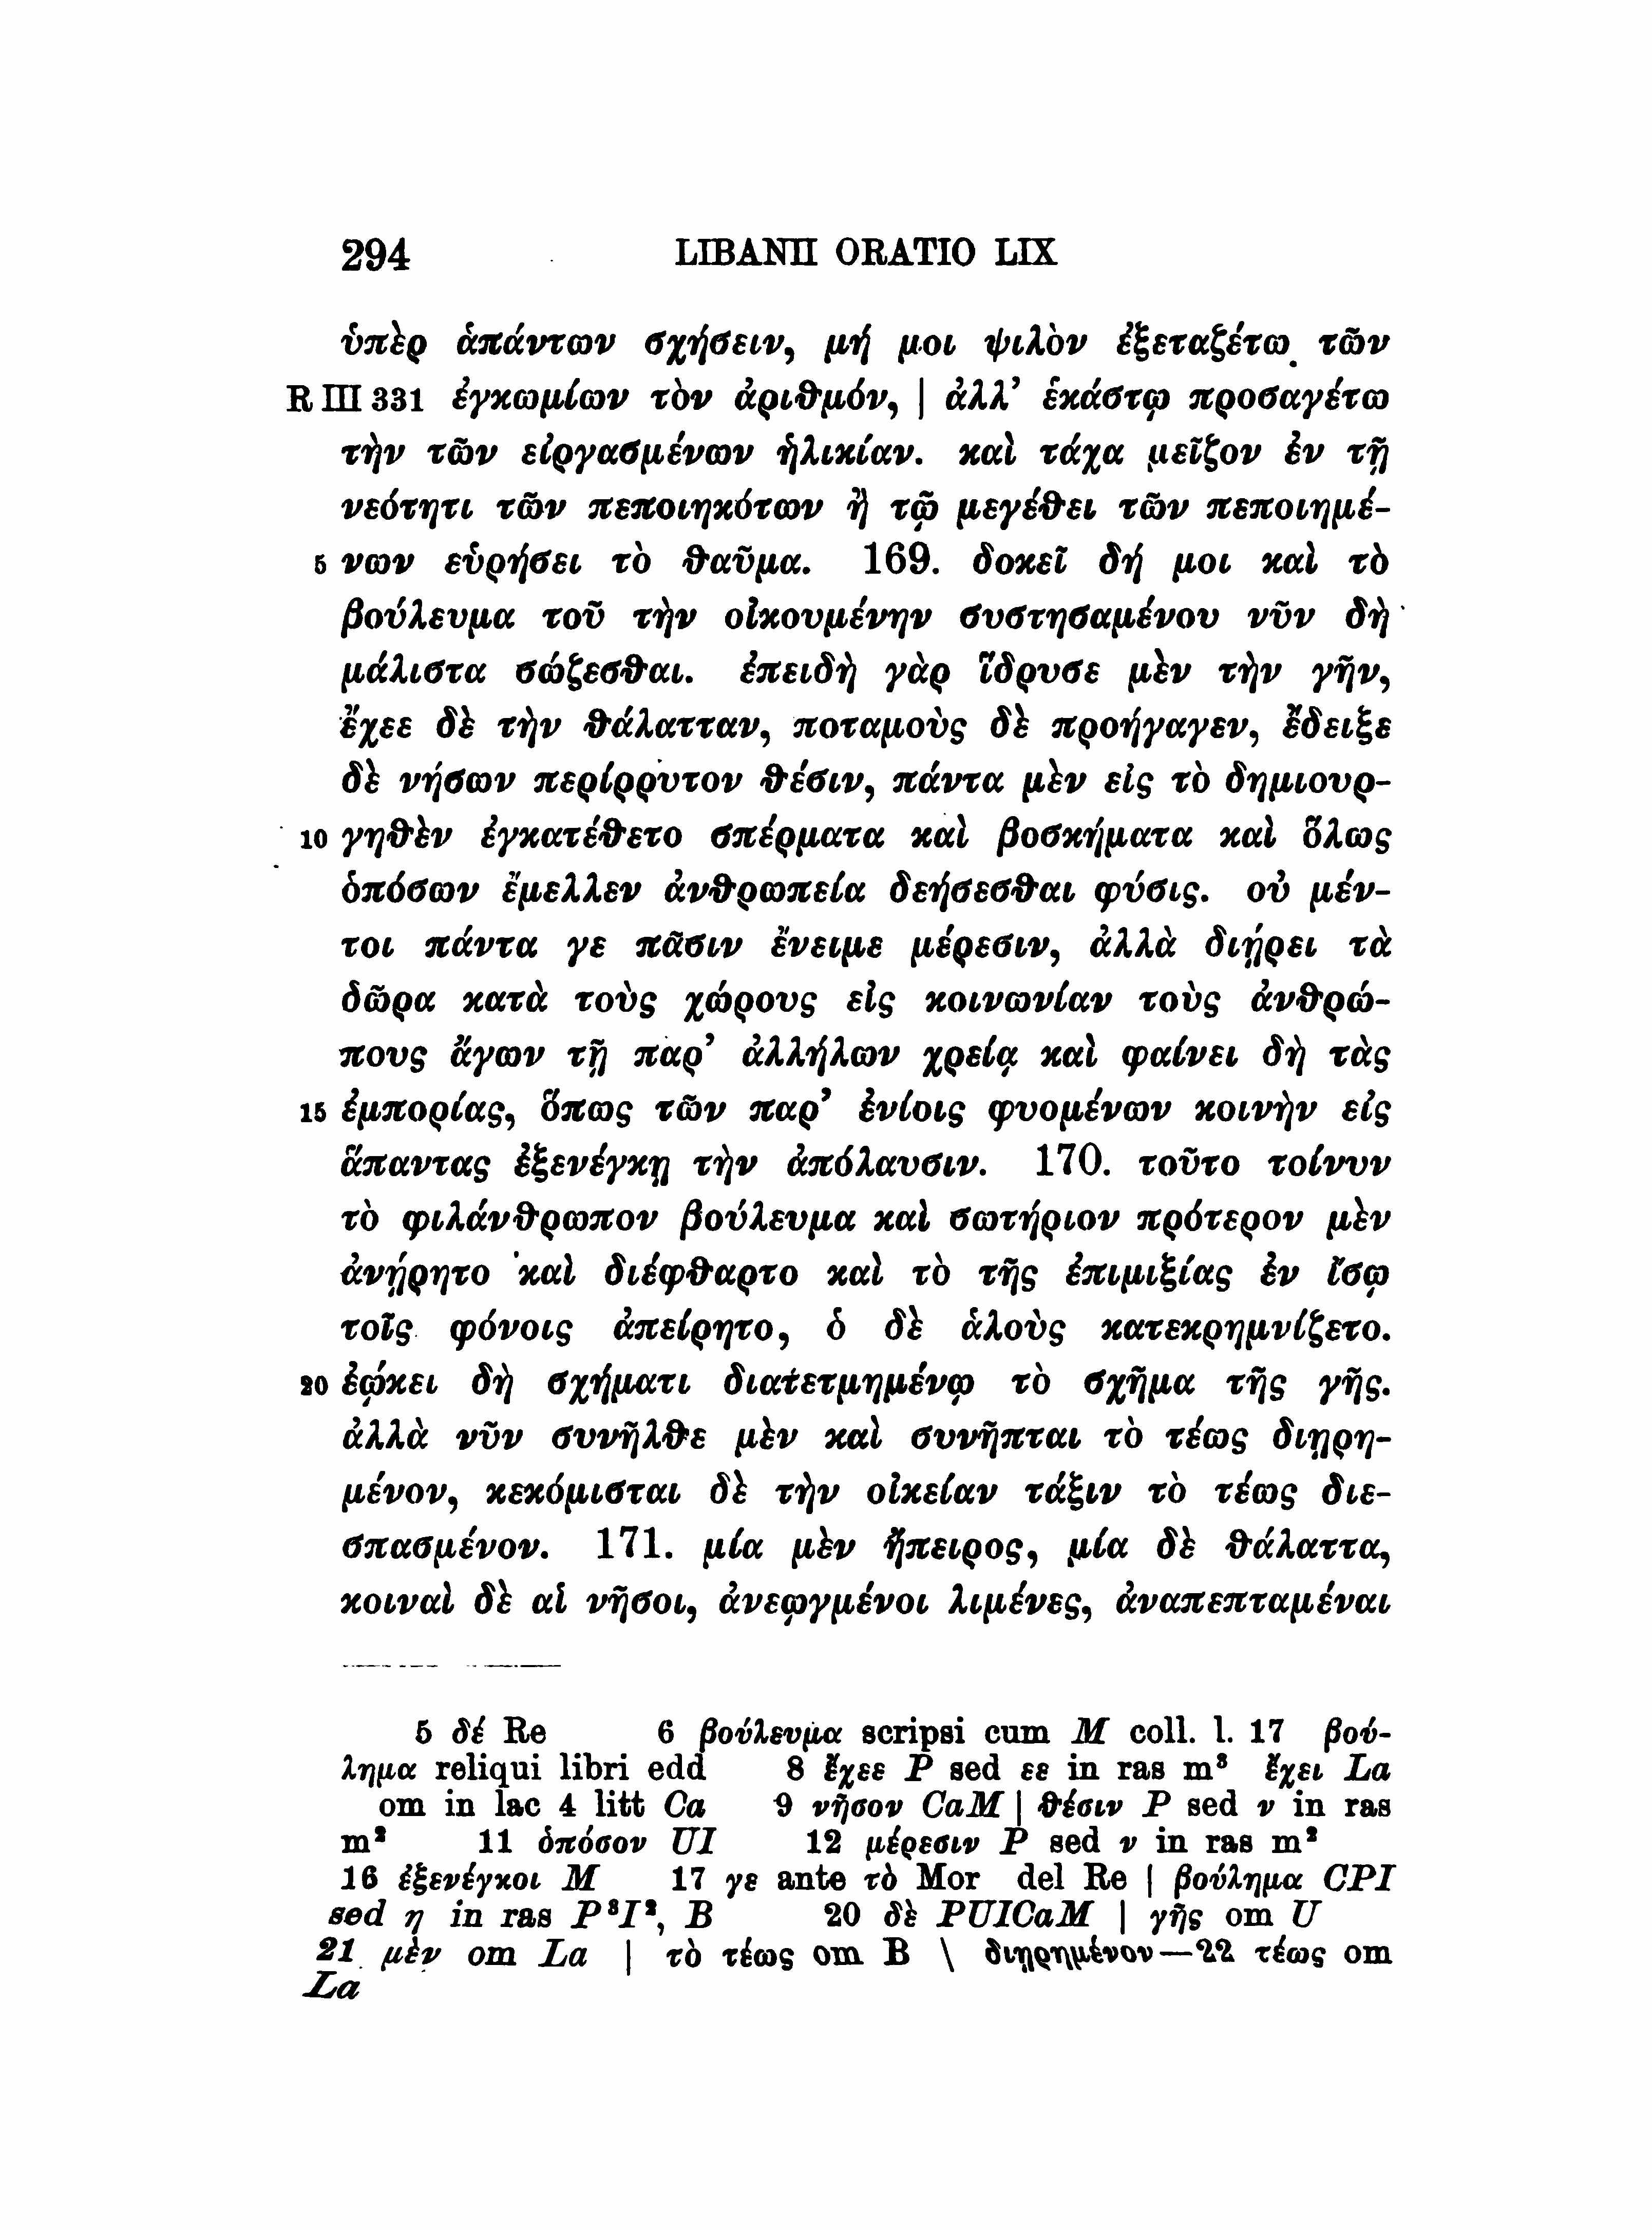 294 LIBANII ORATIO LIX
ὑπὲρ ἁπάντων σχήσειν, μή μοι ψιλὸν ἐξεταζέτω τῶν
R III 331 ἐγκωμίων τὸν ἀριθμόν, | ἀλλ’ ἑκάστῳ προσαγέτω
τὴν τῶν εἰργασμένων ἡλικίαν. καὶ τάχα μεῖζον ἐν τῇ
νεότητι τῶν πεποιηκότων ἢ τῷ μεγέθει τῶν πεποιημέ-
5 νων εὑρήσει τὸ θαῦμα. 169. δοκεῖ δή μοι καὶ τὸ
βούλευμα τοῦ τὴν οἰκουμένην συστησαμένου νῦν δὴ
μάλιστα σώζεσθαι. ἐπειδὴ γὰρ ἵδρυσε μὲν τὴν γῆν,
ἔχεε δὲ τὴν θάλατταν, ποταμοὺς δὲ προήγαγεν, ἔδειξε
δὲ νήσων περίρρυτον θέσιν, πάντα μὲν εἰς τὸ δημιουρ-
10 γηθὲν ἐγκατέθετο σπέρματα καὶ βοσκήματα καὶ ὅλως
ὁπόσων ἔμελλεν ἀνθρωπεία δεήσεσθαι φύσις. οὐ μέν-
τοι πάντα γε πᾶσιν ἔνειμε μέρεσιν, ἀλλὰ διῄρει τὰ
δῶρα κατὰ τοὺς χώρους εἰς κοινωνίαν τοὺς ἀνθρώ-
πους ἄγων τῇ παρ’ ἀλλήλων χρείᾳ καὶ φαίνει δὴ τὰς
15 ἐμπορίας, ὅπως τῶν παρ’ ἐνίοις φυομένων κοινὴν εἰς
ἅπαντας ἐξενέγκῃ τὴν ἀπόλαυσιν. 170. τοῦτο τοίνυν
τὸ φιλάνθρωπον βούλευμα καὶ σωτήριον πρότερον μὲν
ἀνῄρητο καὶ διέφθαρτο καὶ τὸ τῆς ἐπιμιξίας ἐν ἴσῳ
τοῖς φόνοις ἀπείρητο, ὁ δὲ ἁλοὺς κατεκρημνίζετο.
20 ἐῴκει δὴ σχήματι διατετμημένῳ τὸ σχῆμα τῆς γῆς.
ἀλλὰ νῦν συνῆλθε μὲν καὶ συνῆπται τὸ τέως διῃρη-
μένον, κεκόμισται δὲ τὴν οἰκείαν τάξιν τὸ τέως διε-
σπασμένον. 171. μία μὲν ἤπειρος, μία δὲ θάλαττα,
κοιναὶ δὲ αἱ νῆσοι, ἀνεῳγμένοι λιμένες, ἀναπεπταμέναι
5 δέ Re 6 βούλευμα scripsi cum M coll. l. 17 βού-
λημα reliqui libri edd 8 ἔχεε P sed εε in ras m³ ἔχει La
om in lac 4 litt Ca 9 νῆσον CaM | θέσιν P sed ν in ras
m² 11 ὁπόσον UI 12 μέρεσιν P sed ν in ras m²
16 ἐξενέγκοι M 17 γε ante τὸ Mor del Re | βούλημα CPI
sed η in ras P³I², B 20 δὲ PUICaM | γῆς om U
21 μὲν om La | τὸ τέως om B \ διῃρημένον—22 τέως om
La